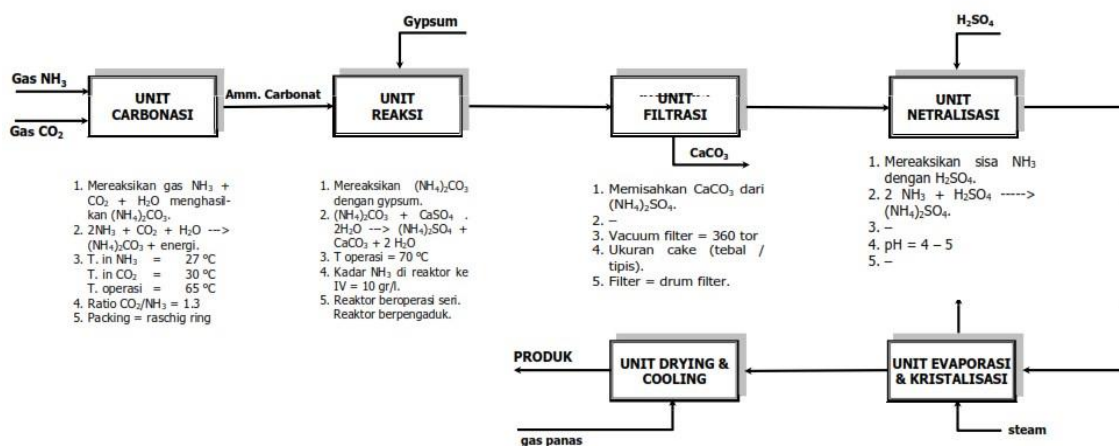 Gypsum
H₂SO₄
Gas NH₃
Gas CO₂
UNIT
CARBONASI
Amm. Carbonat
UNIT
REAKSI
UNIT
FILTRASI
CaCO₃
UNIT
NETRALISASI
1. Mereaksikan gas NH₃ +
CO₂ + H₂O menghasil-
kan (NH₄)₂CO₃.
2. 2NH₃ + CO₂ + H₂O --->
(NH₄)₂CO₃ + energi.
3. T. in NH₃ = 27 ºC
T. in CO₂ = 30 ºC
T. operasi = 65 ºC
4. Ratio CO₂/NH₃ = 1.3
5. Packing = raschig ring
1. Mereaksikan (NH₄)₂CO₃
dengan gypsum.
2. (NH₄)₂CO₃ + CaSO₄ .
2H₂O ---> (NH₄)₂SO₄ +
CaCO₃ + 2 H₂O
3. T operasi = 70 ºC
4. Kadar NH₃ di reaktor ke
IV = 10 gr/l.
5. Reaktor beroperasi seri.
Reaktor berpengaduk.
1. Memisahkan CaCO₃ dari
(NH₄)₂SO₄.
2. –
3. Vacuum filter = 360 tor
4. Ukuran cake (tebal /
tipis).
5. Filter = drum filter.
1. Mereaksikan sisa NH₃
dengan H₂SO₄.
2. 2 NH₃ + H₂SO₄ ----->
(NH₄)₂SO₄.
3. –
4. pH = 4 – 5
5. –
PRODUK
UNIT DRYING &
COOLING
UNIT EVAPORASI
& KRISTALISASI
gas panas
steam